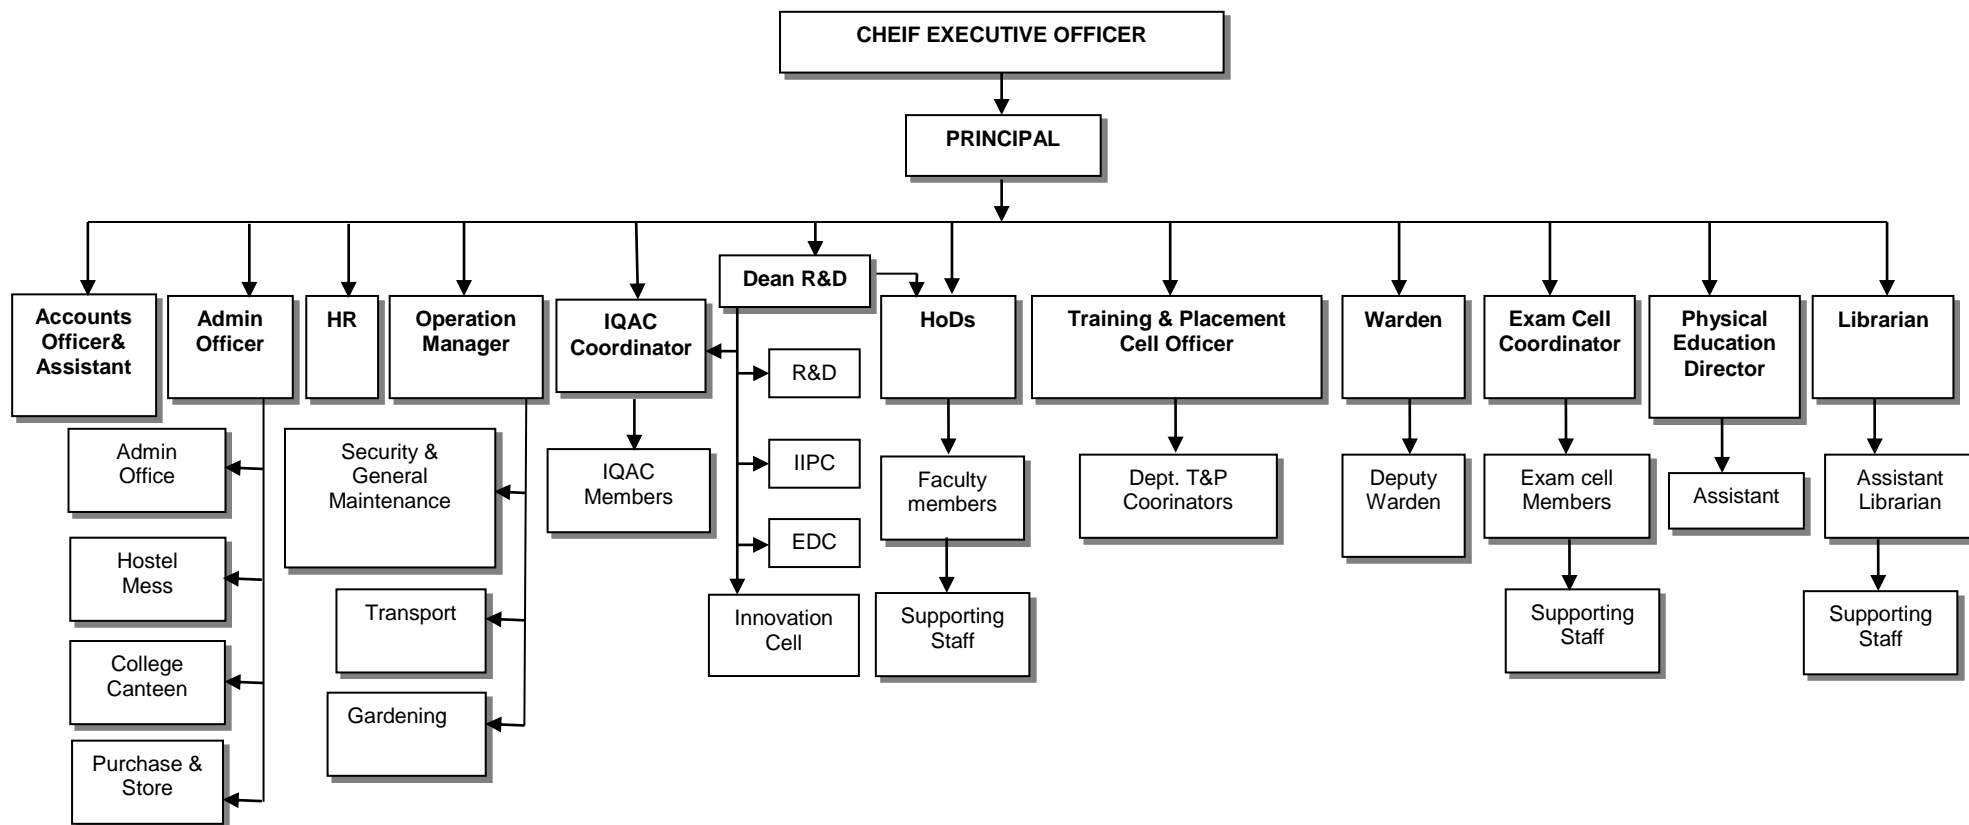 CHEIF EXECUTIVE OFFICER
PRINCIPAL
Dean R&D
Accounts
Officer&
Assistant
Admin
Officer
HR
Operation
Manager
IQAC
Coordinator
HoDs
Training & Placement
Cell Officer
Warden
Exam Cell
Coordinator
Physical
Education
Director
Librarian
R&D
IIPC
EDC
Innovation
Cell
Admin
Office
Hostel
Mess
College
Canteen
Purchase &
Store
Security &
General
Maintenance
Transport
Gardening
IQAC
Members
Faculty
members
Supporting
Staff
Dept. T&P
Coorinators
Deputy
Warden
Exam cell
Members
Supporting
Staff
Assistant
Assistant
Librarian
Supporting
Staff